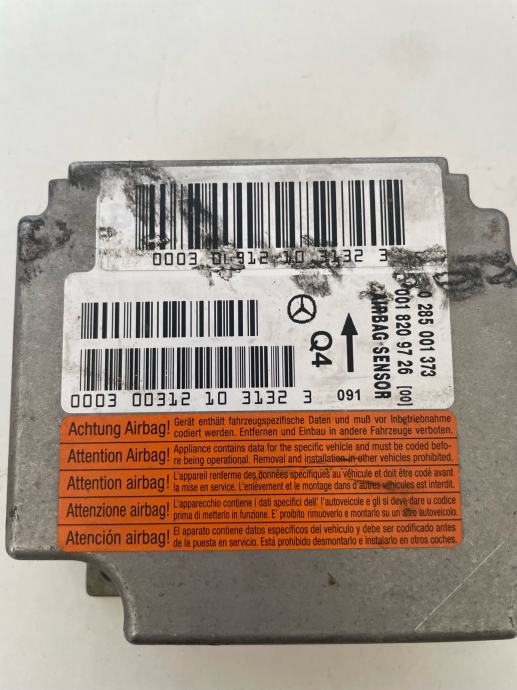 0003 00312 10 3132 3
0 285 001 373
001 820 97 26 [00]
AIRBAG SENSOR
Q4
0003 00312 10 3132 3
091
Achtung Airbag! Gerät enthält fahrzeugspezifische Daten und muß vor Inbetriebnahme
codiert werden. Entfernen und Einbau in andere Fahrzeuge verboten.
Attention Airbag! Appliance contains data for the specific vehicle and must be coded befo-
re being operational. Removal and installation in other vehicles prohibited.
Attention airbag! L'appareil renferme des données spécifiques au véhicule et doit être codé avant
la mise en service. L'enlèvement et le montage dans d'autres véhicules est interdit.
Attenzione airbag! L'apparecchio contiene i dati specifici dell' l'autoveicole e gli si deve dare u codice
prima di metterlo in funzione. E' proibito rimuoverlo e montarlo su un altro autoveicolo.
Atención airbag! El aparato contiene datos especificos del vehiculo y debe ser codificado antes
de la puesta en servicio. Está prohibido desmontarlo e instalarlo en otros coches.